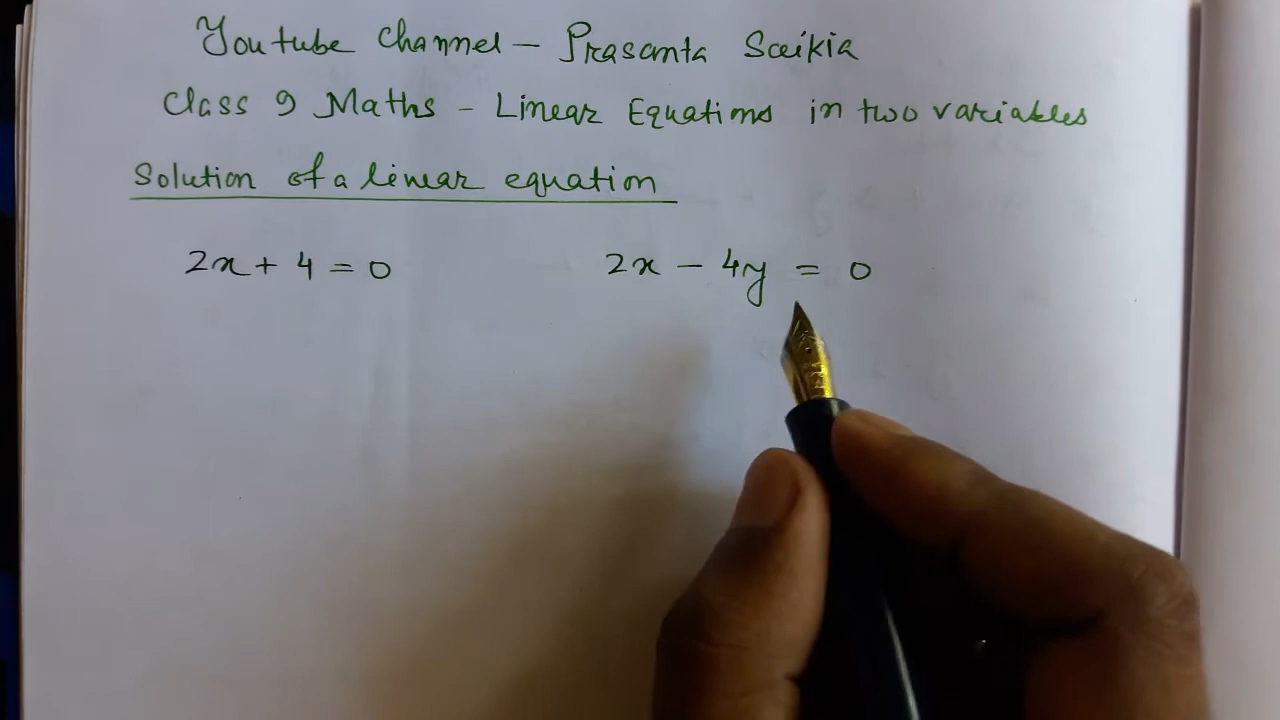 Youtube channel - Prasanta Saikia
Class 9 Maths - Linear Equations in two variables
Solution of a linear equation
2x + 4 = 0 2x - 4y = 0